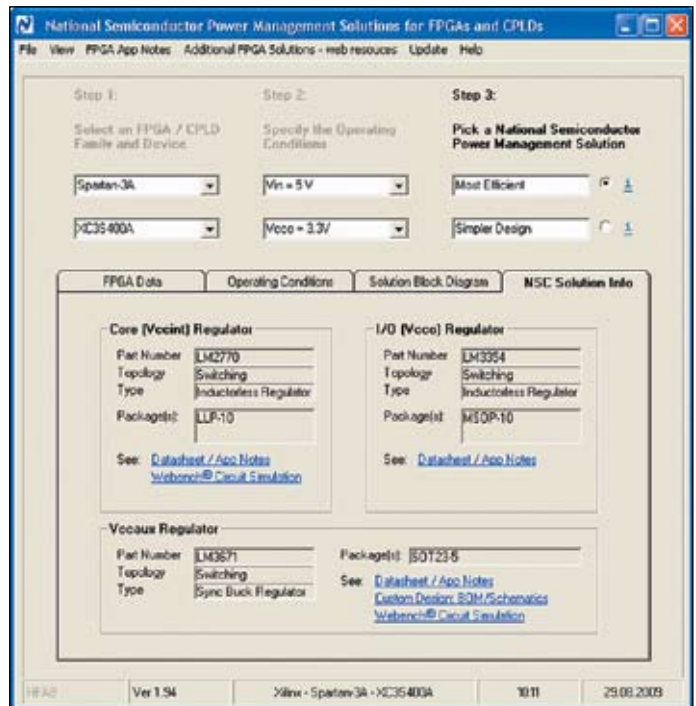 National Semiconductor Power Management Solutions for FPGAs and CPLDs
File View FPGA App Notes Additional FPGA Solutions - web resouces Update Help
Step 1: Step 2: Step 3:
Select an FPGA / CPLD Family and Device
Specify the Operating Conditions
Pick a National Semiconductor Power Management Solution
Spartan-3A Vin = 5 V Most Efficient i
XC3S400A Vcco = 3.3V Simpler Design i
FPGA Data Operating Conditions Solution Block Diagram NSC Solution Info
Core (Vccint) Regulator
Part Number LM2770
Topology Switching
Type Inductorless Regulator
Package(s): LLP-10
See: Datasheet / App Notes
Webench® Circuit Simulation
I/O (Vcco) Regulator
Part Number LM3354
Topology Switching
Type Inductorless Regulator
Package(s): MSOP-10
See: Datasheet / App Notes
Vccaux Regulator
Part Number LM3671
Topology Switching
Type Sync Buck Regulator
Package(s): SOT23-5
See: Datasheet / App Notes
Custom Design: BOM/Schematics
Webench® Circuit Simulation
Ver 1.94 Xilinx - Spartan-3A - XC3S400A 10:11 29.08.2009